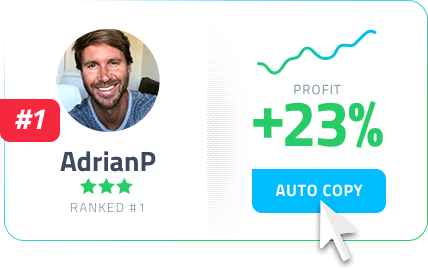 #1
AdrianP
RANKED #1
PROFIT
+23%
AUTO COPY